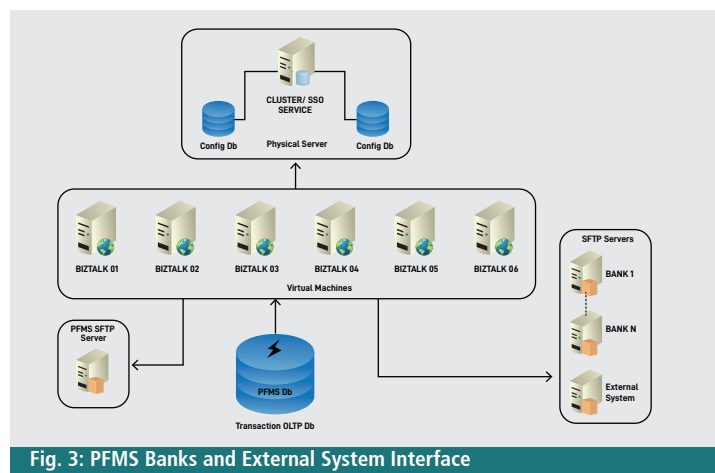 CLUSTER/ SSO
SERVICE
Config Db
Physical Server
Config Db
BIZTALK 01
BIZTALK 02
BIZTALK 03
BIZTALK 04
BIZTALK 05
BIZTALK 06
Virtual Machines
SFTP Servers
BANK 1
BANK N
External
System
PFMS SFTP
Server
PFMS Db
Transaction OLTP Db
Fig. 3: PFMS Banks and External System Interface